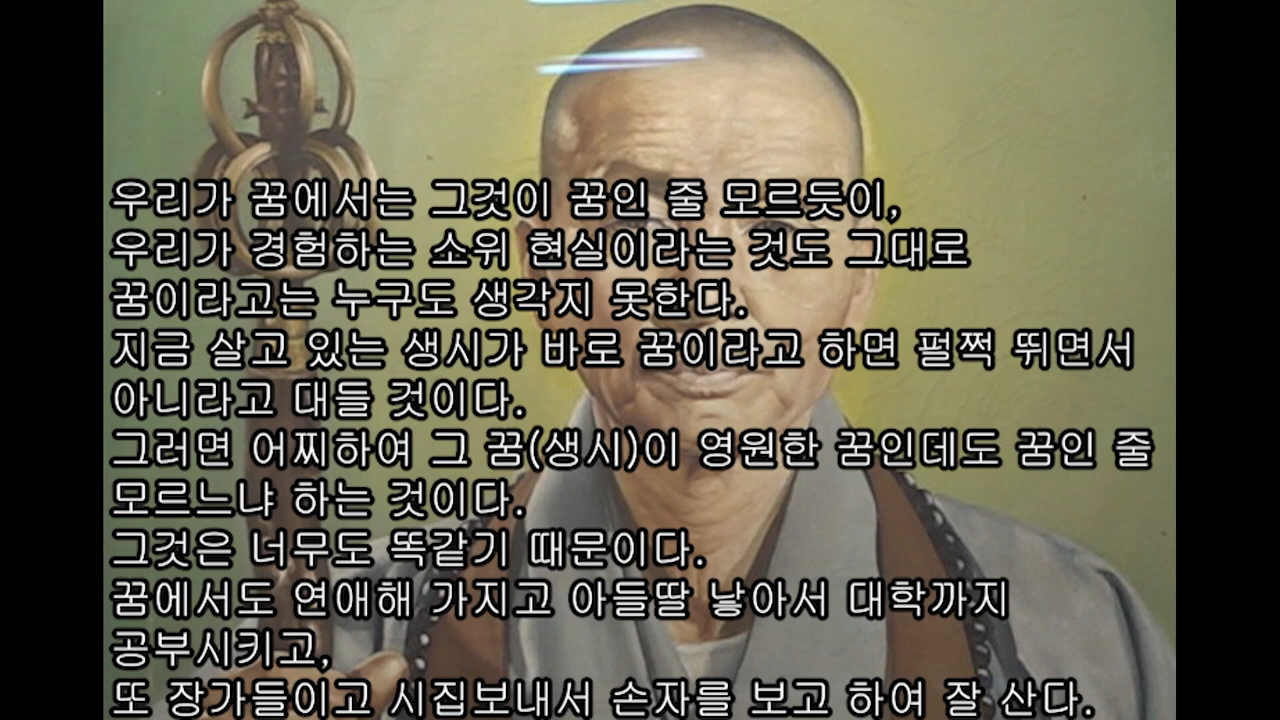 우리가 꿈에서는 그것이 꿈인 줄 모르듯이,
우리가 경험하는 소위 현실이라는 것도 그대로
꿈이라고는 누구도 생각지 못한다.
지금 살고 있는 생시가 바로 꿈이라고 하면 펄쩍 뛰면서
아니라고 대들 것이다.
그러면 어찌하여 그 꿈(생시)이 영원한 꿈인데도 꿈인 줄
모르느냐 하는 것이다.
그것은 너무도 똑같기 때문이다.
꿈에서도 연애해 가지고 아들딸 낳아서 대학까지
공부시키고,
또 장가들이고 시집보내서 손자를 보고 하여 잘 산다.